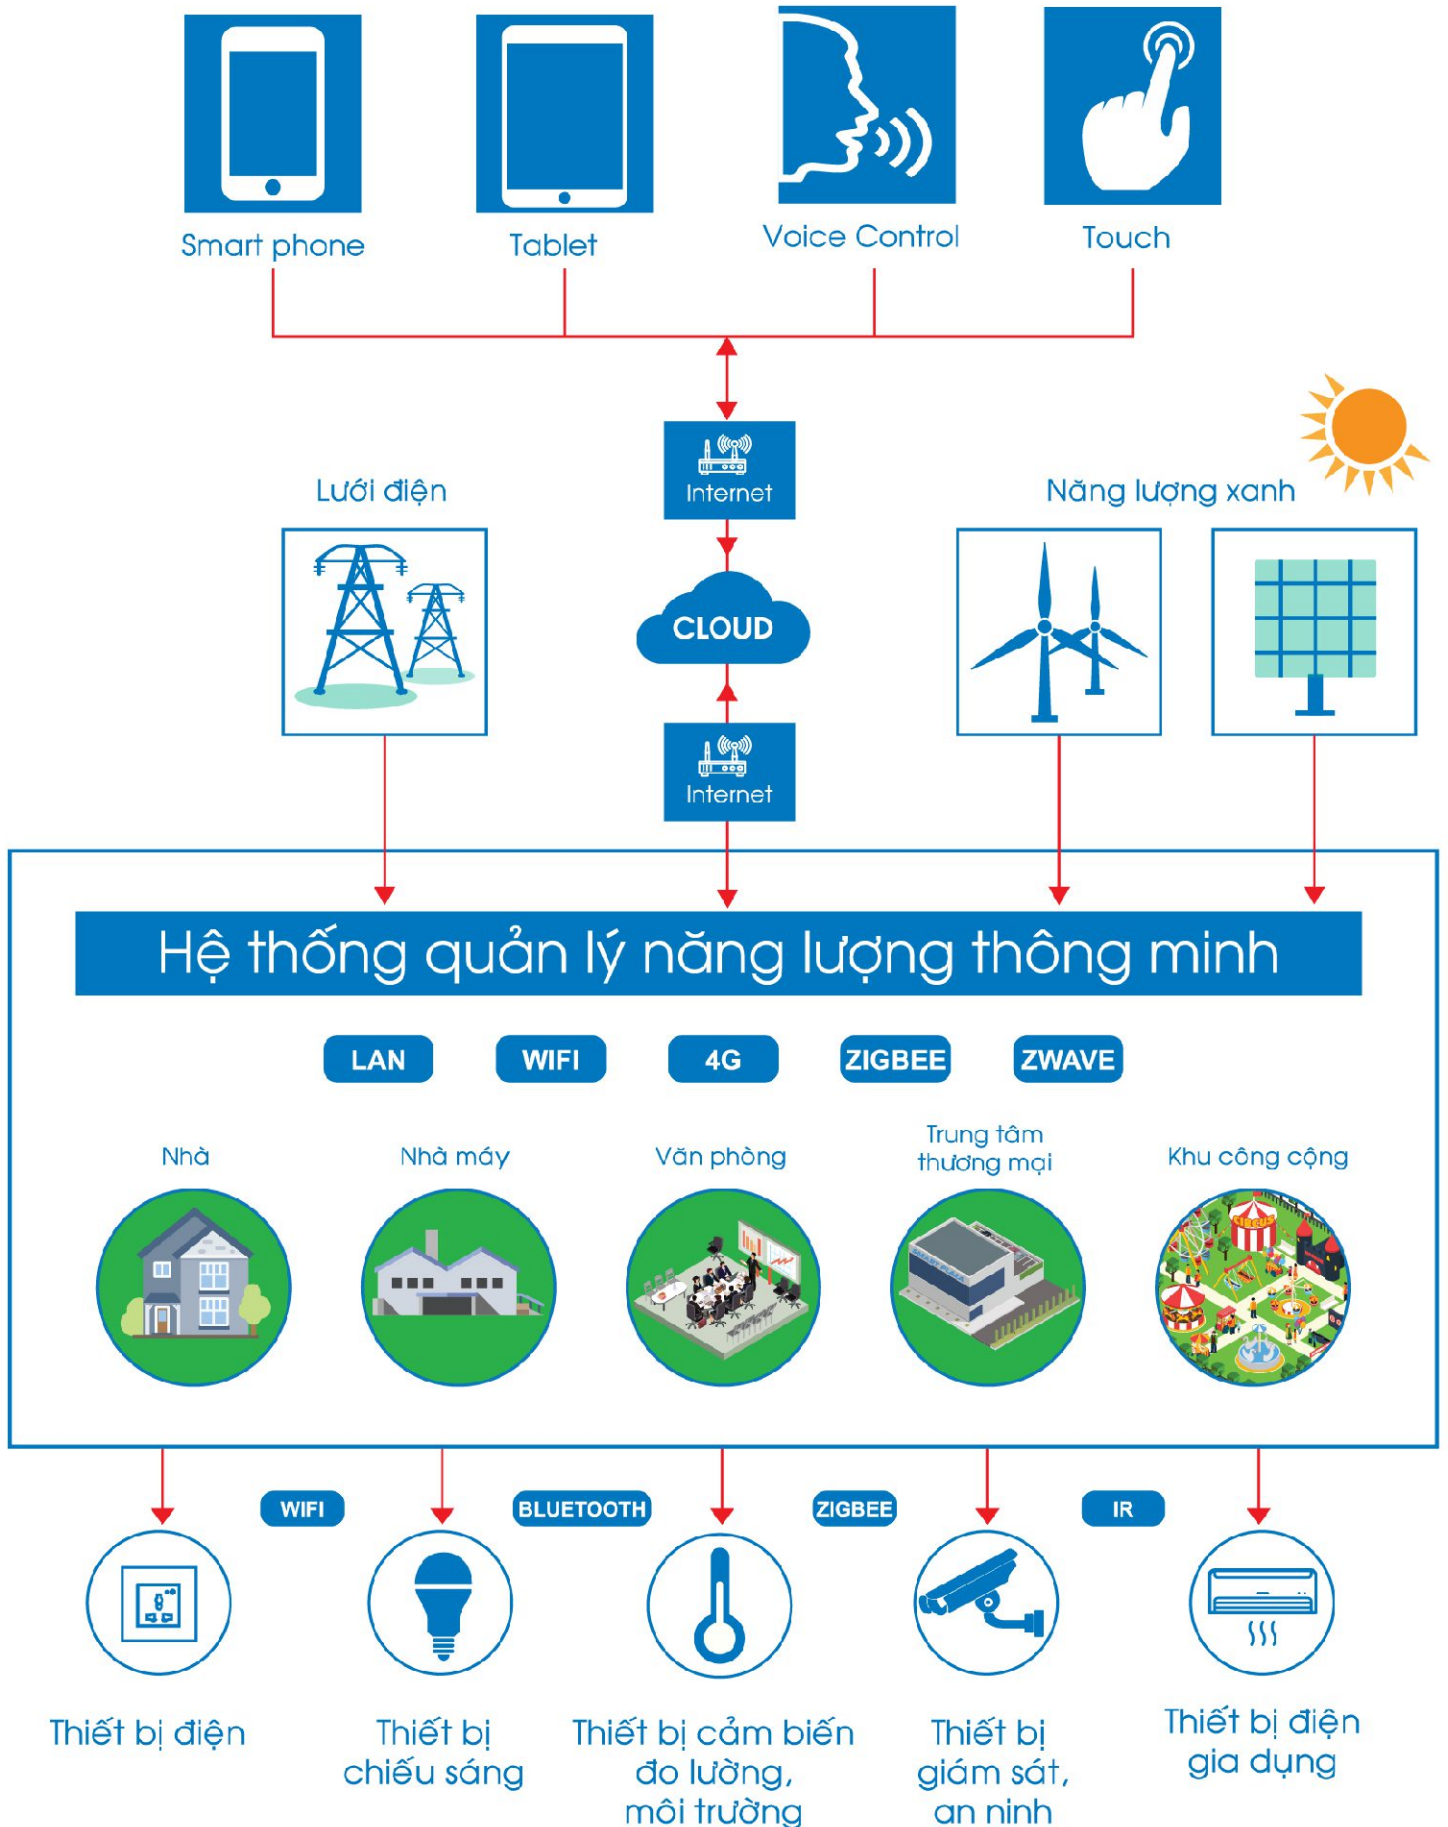 Smart phone
Tablet
Voice Control
Touch
Internet
Lưới điện
Năng lượng xanh
CLOUD
Internet
Hệ thống quản lý năng lượng thông minh
LAN
WIFI
4G
ZIGBEE
ZWAVE
Nhà
Nhà máy
Văn phòng
Trung tâm
thương mại
Khu công cộng
CIRCUS
WIFI
BLUETOOTH
ZIGBEE
IR
Thiết bị điện
Thiết bị
chiếu sáng
Thiết bị cảm biến
đo lường,
môi trường
Thiết bị
giám sát,
an ninh
Thiết bị điện
gia dụng